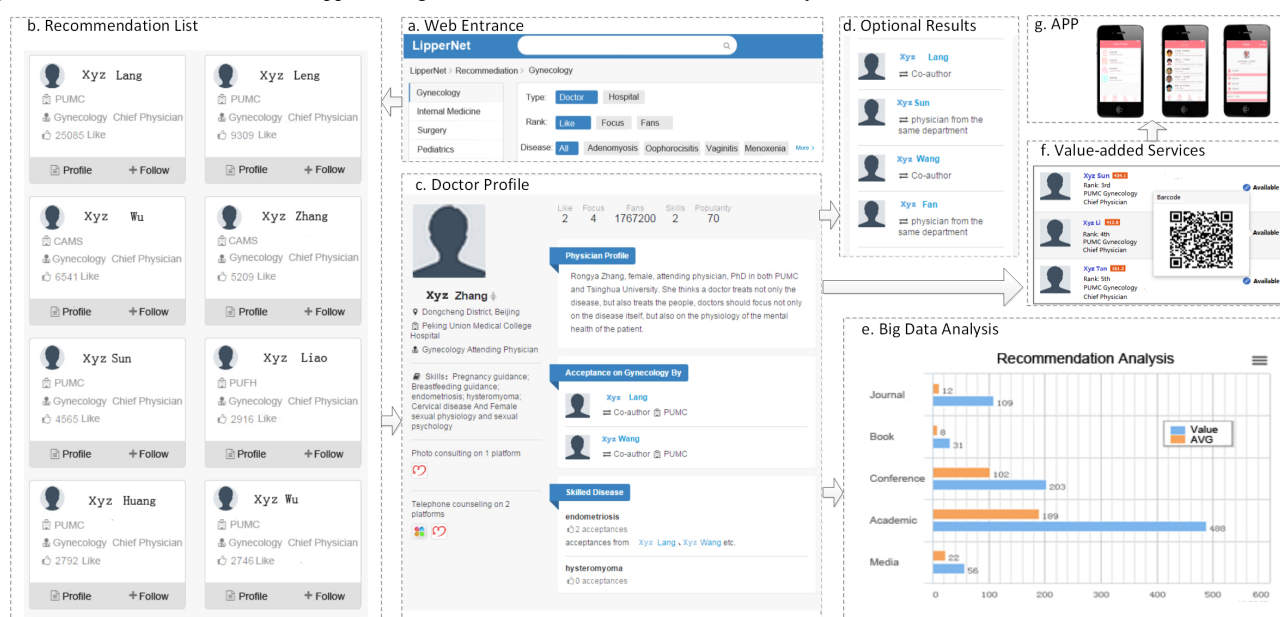 b. Recommendation List
Xyz Lang
PUMC
Gynecology Chief Physician
25085 Like
Profile
+ Follow
Xyz Leng
PUMC
Gynecology Chief Physician
9309 Like
Profile
+ Follow
Xyz Wu
CAMS
Gynecology Chief Physician
6541 Like
Profile
+ Follow
Xyz Zhang
CAMS
Gynecology Chief Physician
5209 Like
Profile
+ Follow
Xyz Sun
PUMC
Gynecology Chief Physician
4565 Like
Profile
+ Follow
Xyz Liao
PUFH
Gynecology Chief Physician
2916 Like
Profile
+ Follow
Xyz Huang
PUMC
Gynecology Chief Physician
2792 Like
Profile
+ Follow
Xyz Wu
PUMC
Gynecology Chief Physician
2746 Like
Profile
+ Follow
a. Web Entrance
LipperNet
LipperNet > Recommediation > Gynecology
Gynecology
Internal Medicine
Surgery
Pediatrics
Type: Doctor Hospital
Rank: Like Focus Fans
Disease: All Adenomyosis Oophorocisitis Vaginitis Menoxenia More >
c. Doctor Profile
Xyz Zhang
Dongcheng District, Beijing
Peking Union Medical College
Hospital
Gynecology Attending Physician
Skills: Pregnancy guidance;
Breastfeeding guidance;
endometriosis; hysteromyoma;
Cervical disease And Female
sexual physiology and sexual
psychology
Photo consulting on 1 platform
Telephone counseling on 2
platforms
Like Focus Fans Skills Popularity
2 4 1767200 2 70
Physician Profile
Rongya Zhang, female, attending physician, PhD in both PUMC
and Tsinghua University. She thinks a doctor treats not only the
disease, but also treats the people, doctors should focus not only
on the disease itself, but also on the physiology of the mental
health of the patient.
Acceptance on Gynecology By
Xyz Lang
Co-author PUMC
Xyz Wang
Co-author PUMC
Skilled Disease
endometriosis
2 acceptances
acceptances from Xyz Lang、Xyz Wang etc.
hysteromyoma
0 acceptances
d. Optional Results
Xyz Lang
Co-author
Xyz Sun
physician from the
same department
Xyz Wang
Co-author
Xyz Fan
physician from the
same department
g. APP
f. Value-added Services
Xyz Sun
Rank: 3rd
PUMC Gynecology
Chief Physician
Available
Xyz Li
Rank: 4th
PUMC Gynecology
Chief Physician
Available
Xyz Tan
Rank: 5th
PUMC Gynecology
Chief Physician
Available
Barcode
e. Big Data Analysis
Recommendation Analysis
Journal
12
109
Book
8
31
Conference
102
203
Academic
189
488
Media
22
56
Value
AVG
0 100 200 300 400 500 600